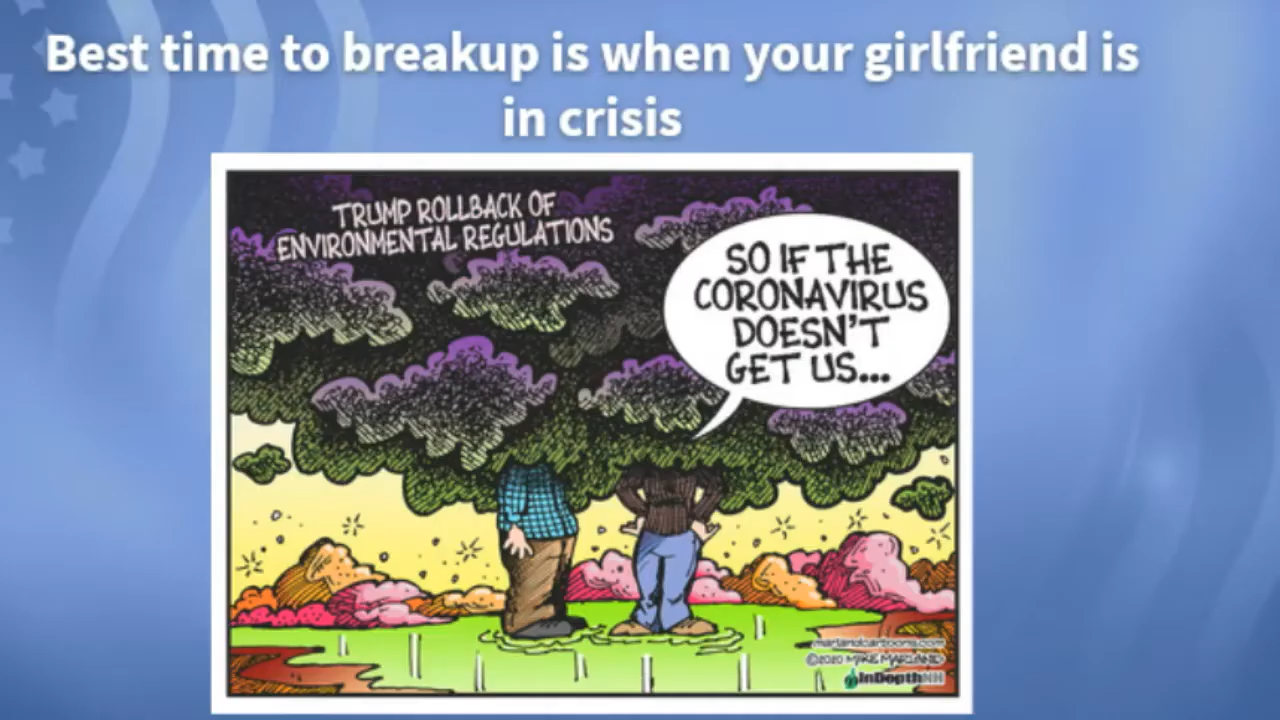 Best time to breakup is when your girlfriend is
in crisis
TRUMP ROLLBACK OF
ENVIRONMENTAL REGULATIONS
SO IF THE
CORONAVIRUS
DOESN'T
GET US...
marlandcartoons.com
©2020 MIKE MARLAND
InDepthNH